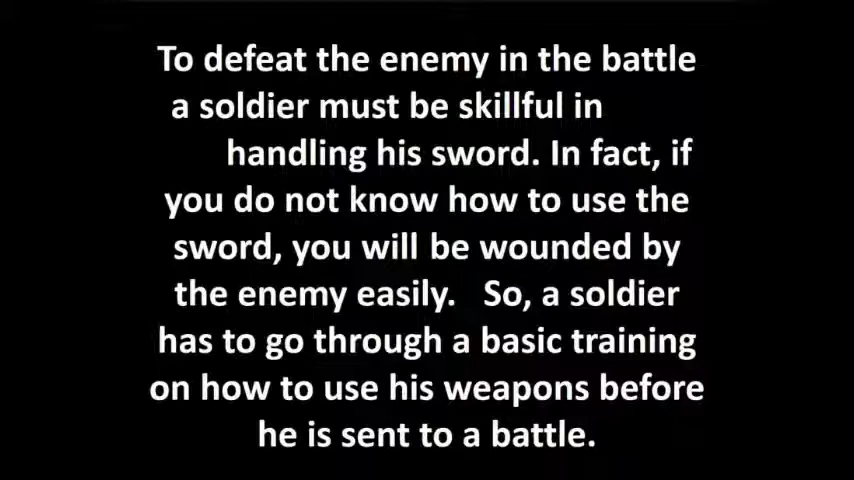 To defeat the enemy in the battle
a soldier must be skillful in
handling his sword. In fact, if
you do not know how to use the
sword, you will be wounded by
the enemy easily. So, a soldier
has to go through a basic training
on how to use his weapons before
he is sent to a battle.